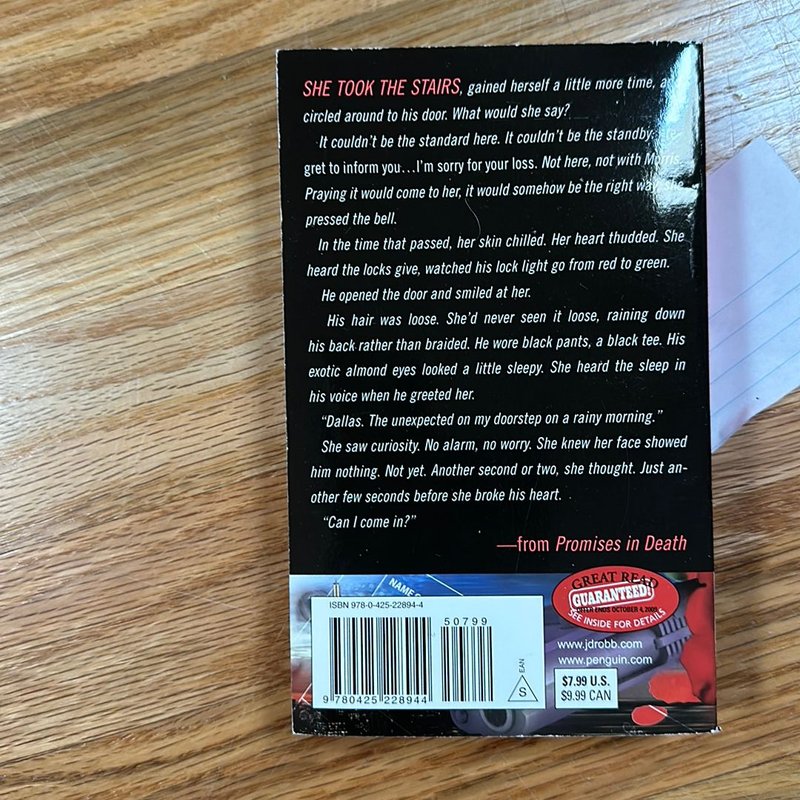 SHE TOOK THE STAIRS, gained herself a little more time, a
circled around to his door. What would she say?
It couldn't be the standard here. It couldn't be the standby, re-
gret to inform you...I'm sorry for your loss. Not here, not with Morris.
Praying it would come to her, it would somehow be the right way, she
pressed the bell.
In the time that passed, her skin chilled. Her heart thudded. She
heard the locks give, watched his lock light go from red to green.
He opened the door and smiled at her.
His hair was loose. She'd never seen it loose, raining down
his back rather than braided. He wore black pants, a black tee. His
exotic almond eyes looked a little sleepy. She heard the sleep in
his voice when he greeted her.
"Dallas. The unexpected on my doorstep on a rainy morning."
She saw curiosity. No alarm, no worry. She knew her face showed
him nothing. Not yet. Another second or two, she thought. Just an-
other few seconds before she broke his heart.
"Can I come in?"
—from Promises in Death
NAME
GREAT READ
GUARANTEED!
OFFER ENDS OCTOBER 4, 2009
SEE INSIDE FOR DETAILS
ISBN 978-0-425-22894-4
50799
9 780425 228944
EAN
S
www.jdrobb.com
www.penguin.com
$7.99 U.S.
$9.99 CAN